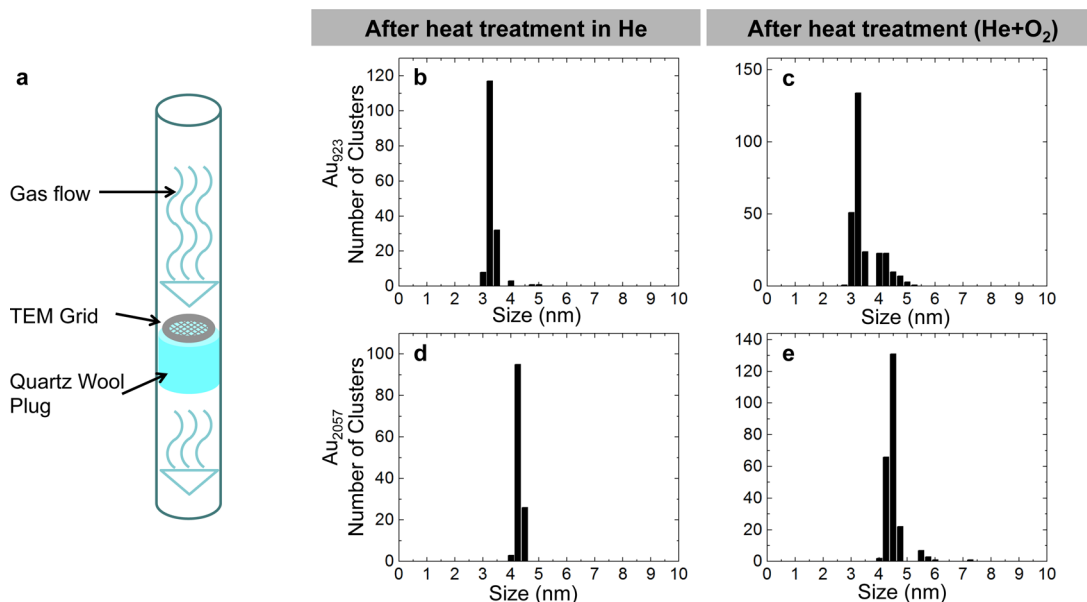 After heat treatment in He
After heat treatment (He+O₂)
a
Gas flow
TEM Grid
Quartz Wool
Plug
b
Au₉₂₃
Number of Clusters
120
100
80
60
40
20
0
0 1 2 3 4 5 6 7 8 9 10
Size (nm)
c
150
100
50
0
0 1 2 3 4 5 6 7 8 9 10
Size (nm)
d
Au₂₀₅₇
Number of Clusters
100
80
60
40
20
0
0 1 2 3 4 5 6 7 8 9 10
Size (nm)
e
140
120
100
80
60
40
20
0
0 1 2 3 4 5 6 7 8 9 10
Size (nm)